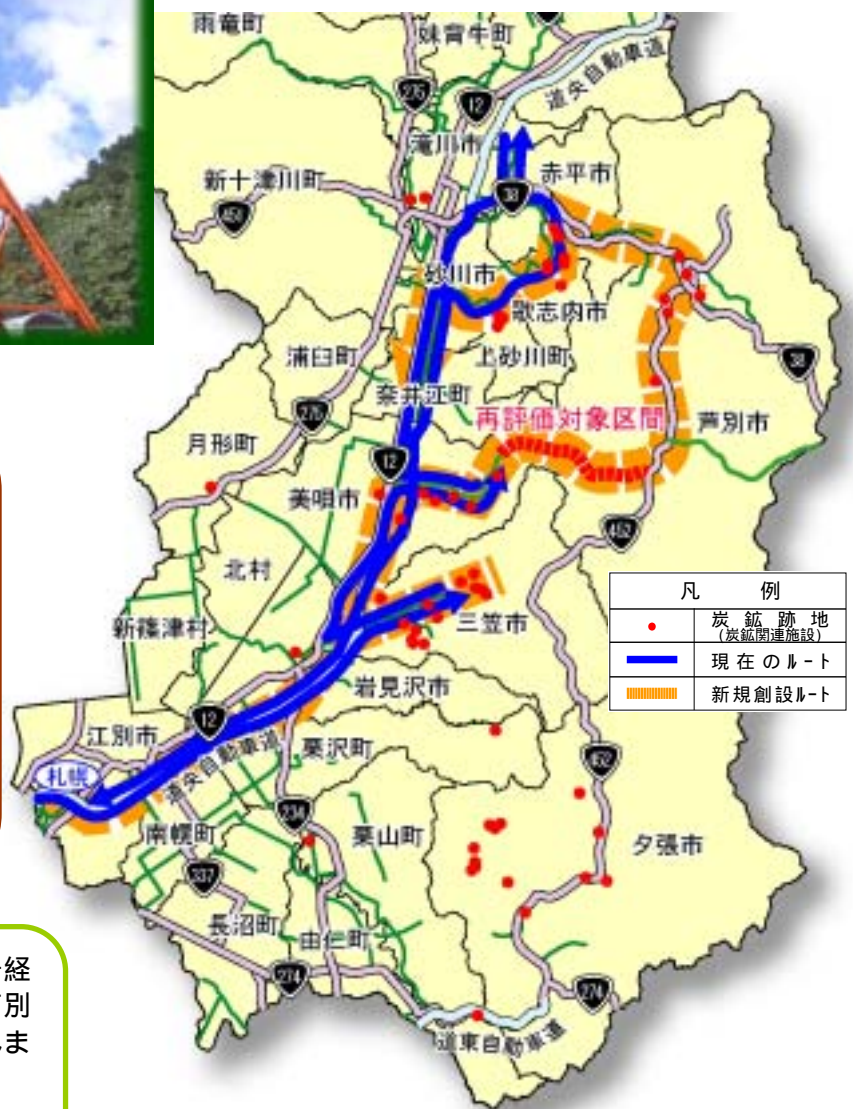 雨竜町
妹背牛町
275
12
道央自動車道
滝川市
赤平市
新十津川町
38
砂川市
歌志内市
浦臼町
上砂川町
38
奈井江町
275
再評価対象区間
芦別市
月形町
12
美唄市
452
北村
新篠津村
三笠市
岩見沢市
12
江別市
栗沢町
452
札幌
道央自動車道
234
南幌町
栗山町
夕張市
337
長沼町
由仁町
274
274
道東自動車道
凡 例
炭鉱跡地
(炭鉱関連施設)
現在のルート
新規創設ルート
経
別
ま